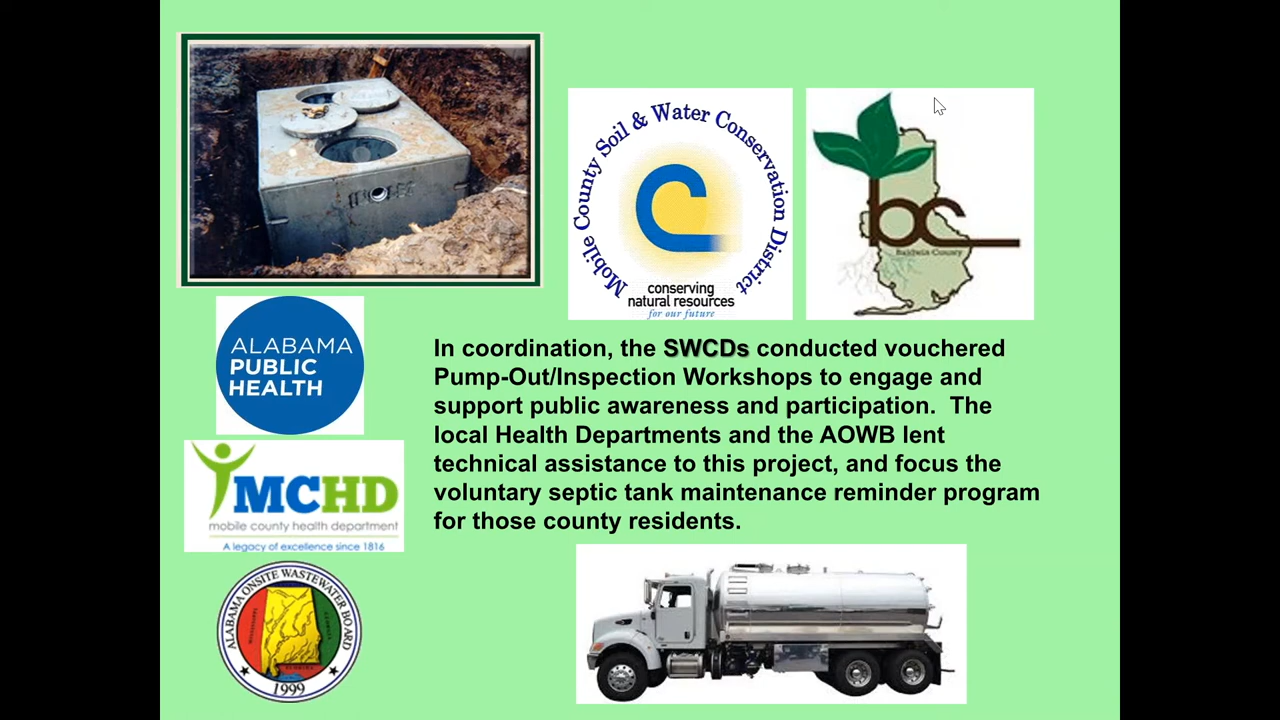 Mobile County Soil & Water Conservation District
conserving
natural resources
for our future
bc
Baldwin County
ALABAMA
PUBLIC
HEALTH
In coordination, the SWCDs conducted vouchered
Pump-Out/Inspection Workshops to engage and
support public awareness and participation.  The
local Health Departments and the AOWB lent
technical assistance to this project, and focus the
voluntary septic tank maintenance reminder program
for those county residents.
MCHD
mobile county health department
A legacy of excellence since 1816
ALABAMA ONSITE WASTEWATER BOARD
1999